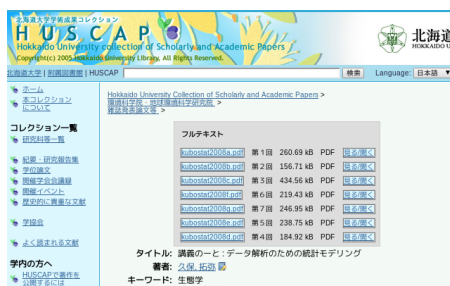 北海道大学学術成果コレクション
HUSCAP
Hokkaido University collection of Scholarly and Academic Papers
Copyright(c) 2005 Hokkaido University Library, All Rights Reserved.
北海道
HOKKAIDO U
北海道大学 | 附属図書館 | HUSCAP
検索
Language: 日本語
ホーム
本コレクション
について
コレクション一覧
研究科等一覧
紀要・研究報告集
学位論文
開催学会会議録
開催イベント
歴史的に貴重な文献
学協会
よく読まれる文献
学内の方へ
HUSCAPで著作を
公開するには
Hokkaido University Collection of Scholarly and Academic Papers >
環境科学院・地球環境科学研究院 >
雑誌発表論文等 >
フルテキスト
kubostat2008a.pdf 第1回 260.69 kB PDF 見る/開く
kubostat2008b.pdf 第2回 156.71 kB PDF 見る/開く
kubostat2008c.pdf 第3回 434.56 kB PDF 見る/開く
kubostat2008f.pdf 第6回 219.43 kB PDF 見る/開く
kubostat2008g.pdf 第7回 246.95 kB PDF 見る/開く
kubostat2008e.pdf 第5回 238.75 kB PDF 見る/開く
kubostat2008d.pdf 第4回 184.92 kB PDF 見る/開く
タイトル: 講義のーと : データ解析のための統計モデリング
著者: 久保, 拓弥
キーワード: 生態学